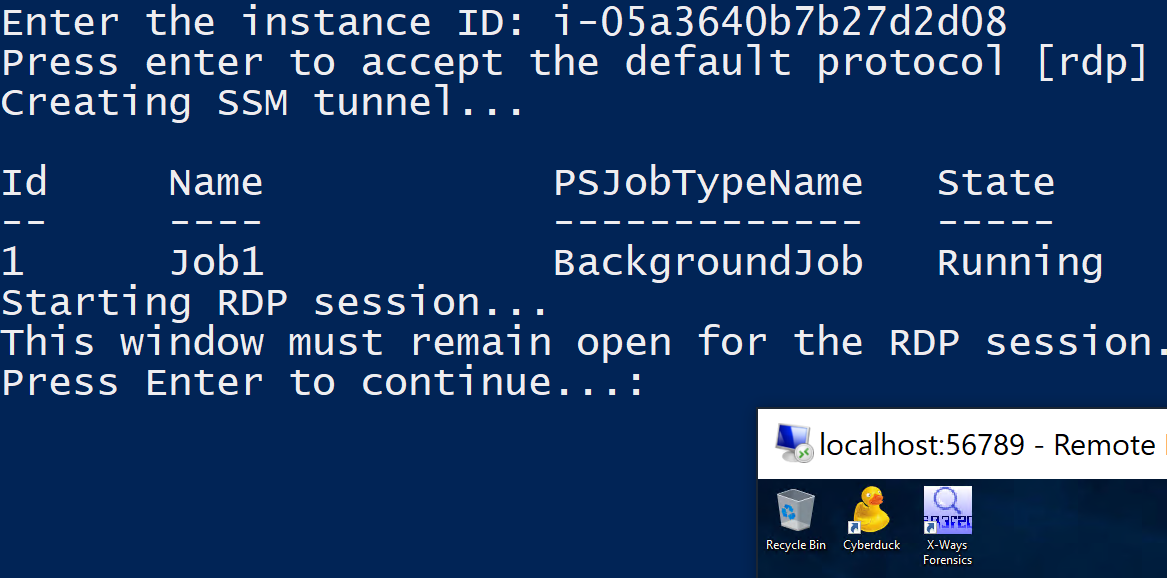 Enter the instance ID: i-05a3640b7b27d2d08
Press enter to accept the default protocol [rdp]
Creating SSM tunnel...
Id Name PSJobTypeName State
-- ---- ------------- -----
1 Job1 BackgroundJob Running
Starting RDP session...
This window must remain open for the RDP session.
Press Enter to continue...:
localhost:56789 - Remote
Recycle Bin Cyberduck X-Ways
Forensics